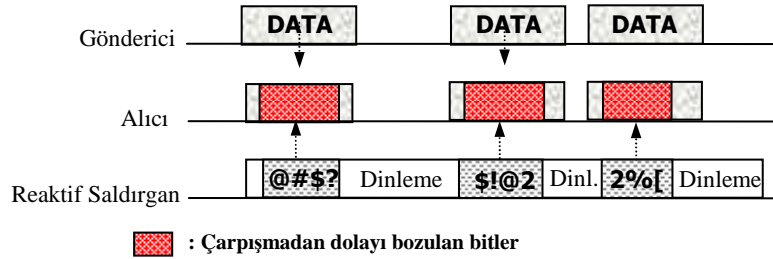 DATA DATA DATA
Gönderici
Alıcı
@#$? Dinleme $!@2 Dinl. 2%[ Dinleme
Reaktif Saldırgan
: Çarpışmadan dolayı bozulan bitler